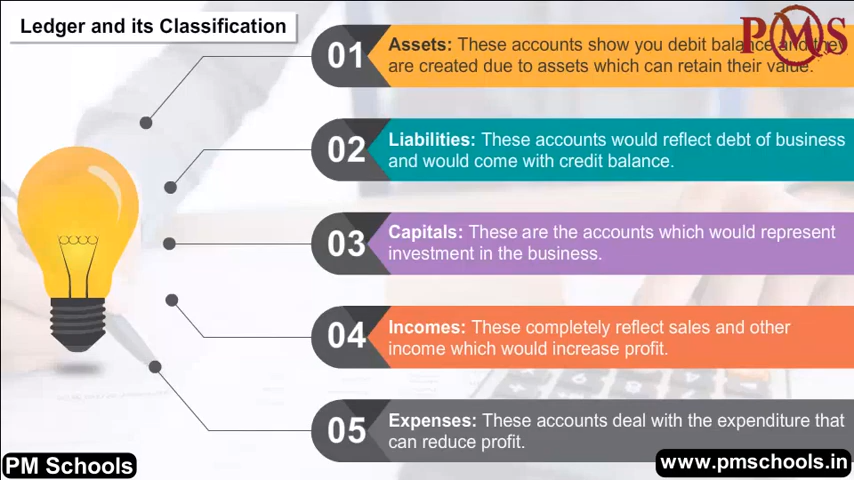 Ledger and its Classification
PMS
01
Assets: These accounts show you debit balance and they
are created due to assets which can retain their value.
02
Liabilities: These accounts would reflect debt of business
and would come with credit balance.
03
Capitals: These are the accounts which would represent
investment in the business.
04
Incomes: These completely reflect sales and other
income which would increase profit.
05
Expenses: These accounts deal with the expenditure that
can reduce profit.
PM Schools
www.pmschools.in